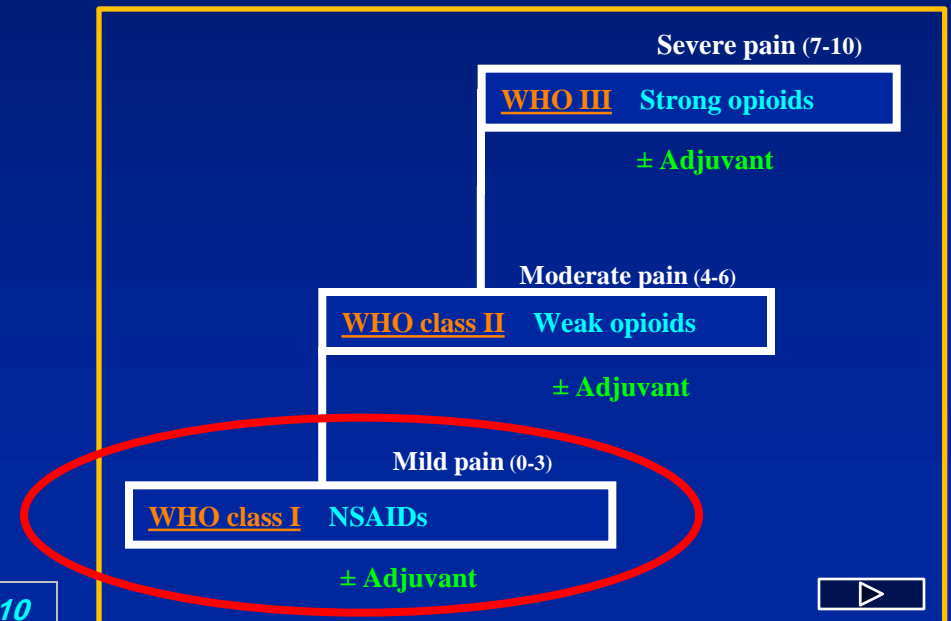 Severe pain (7-10)
WHO III Strong opioids
± Adjuvant
Moderate pain (4-6)
WHO class II Weak opioids
± Adjuvant
Mild pain (0-3)
WHO class I NSAIDs
± Adjuvant
10